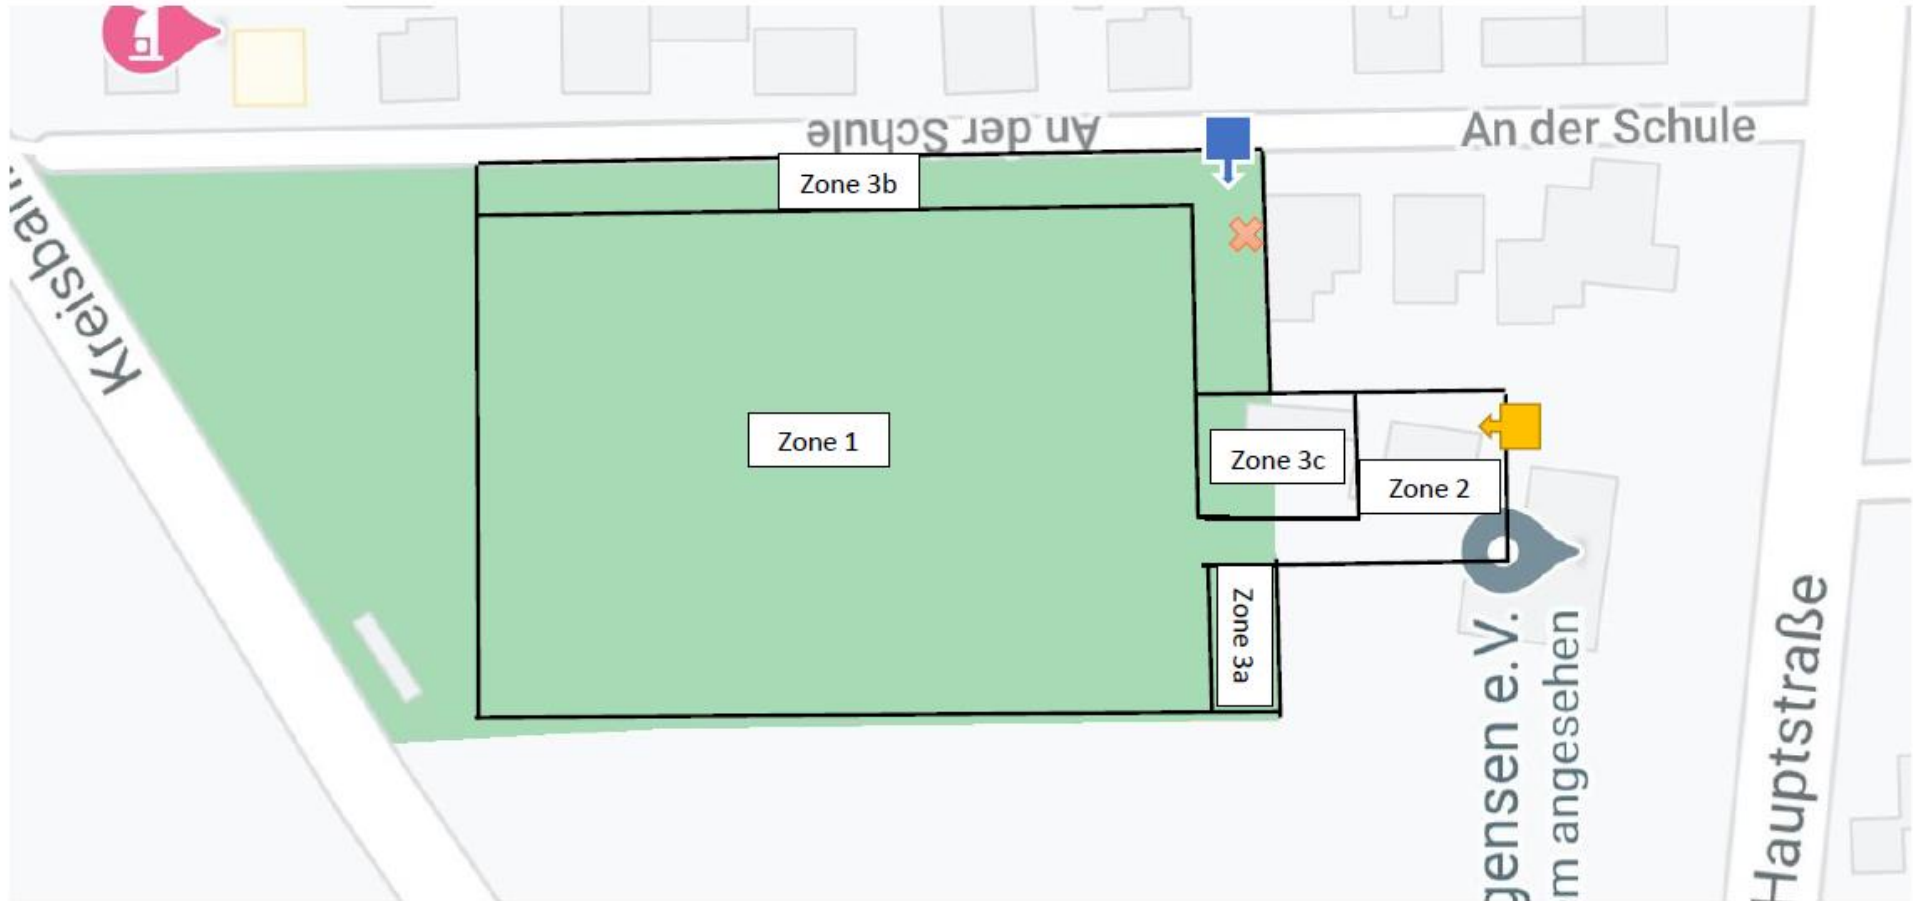 An der Schule
An der Schule
Zone 3b
Zone 1
Zone 3c
Zone 2
Zone 3a
gensen e. V.
m angesehen
Hauptstraße